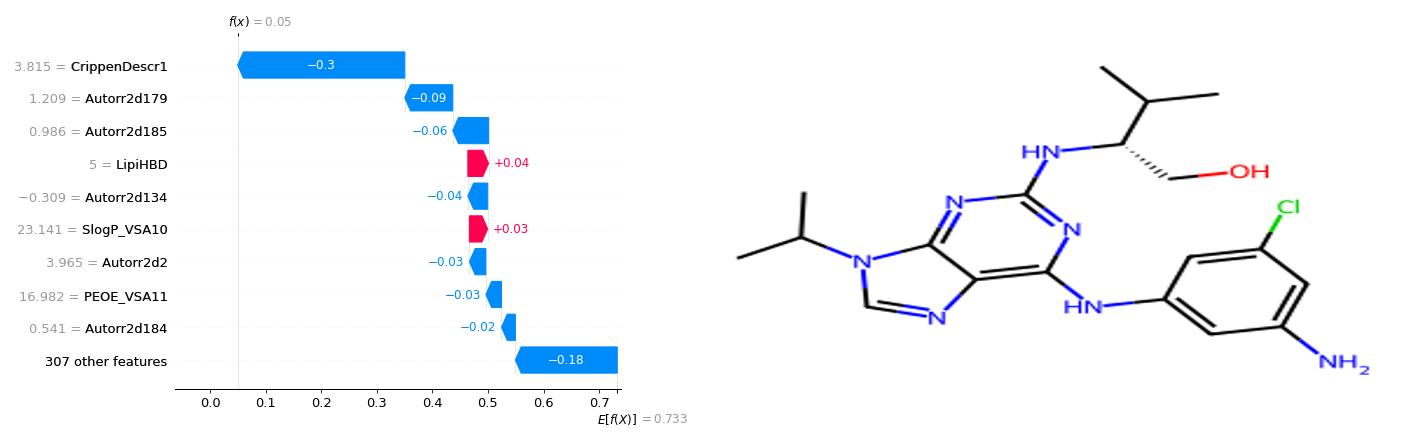 f(x) = 0.05
3.815 = CrippenDescr1
−0.3
1.209 = Autorr2d179
−0.09
0.986 = Autorr2d185
−0.06
5 = LipiHBD
+0.04
−0.309 = Autorr2d134
−0.04
23.141 = SlogP_VSA10
+0.03
3.965 = Autorr2d2
−0.03
16.982 = PEOE_VSA11
−0.03
0.541 = Autorr2d184
−0.02
307 other features
−0.18
0.0 0.1 0.2 0.3 0.4 0.5 0.6 0.7
E[f(X)] = 0.733
HN
OH
N
N
Cl
N
HN
N
NH2